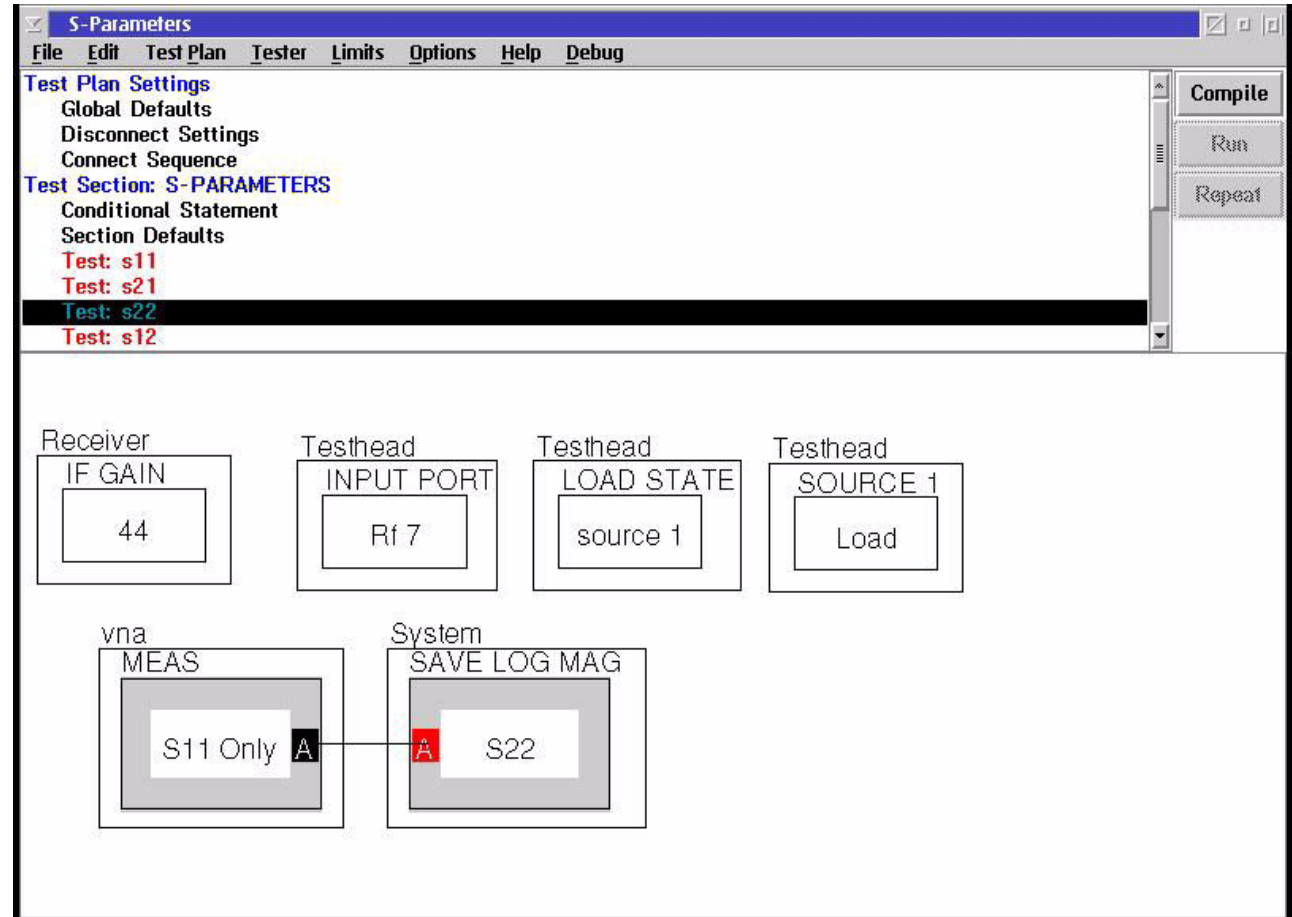 S-Parameters
File Edit Test Plan Tester Limits Options Help Debug
Test Plan Settings
Global Defaults
Disconnect Settings
Connect Sequence
Test Section: S-PARAMETERS
Conditional Statement
Section Defaults
Test: s11
Test: s21
Test: s22
Test: s12
Compile
Run
Repeat
Receiver
IF GAIN
44
Testhead
INPUT PORT
Rf 7
Testhead
LOAD STATE
source 1
Testhead
SOURCE 1
Load
vna
MEAS
S11 Only A
System
SAVE LOG MAG
A S22